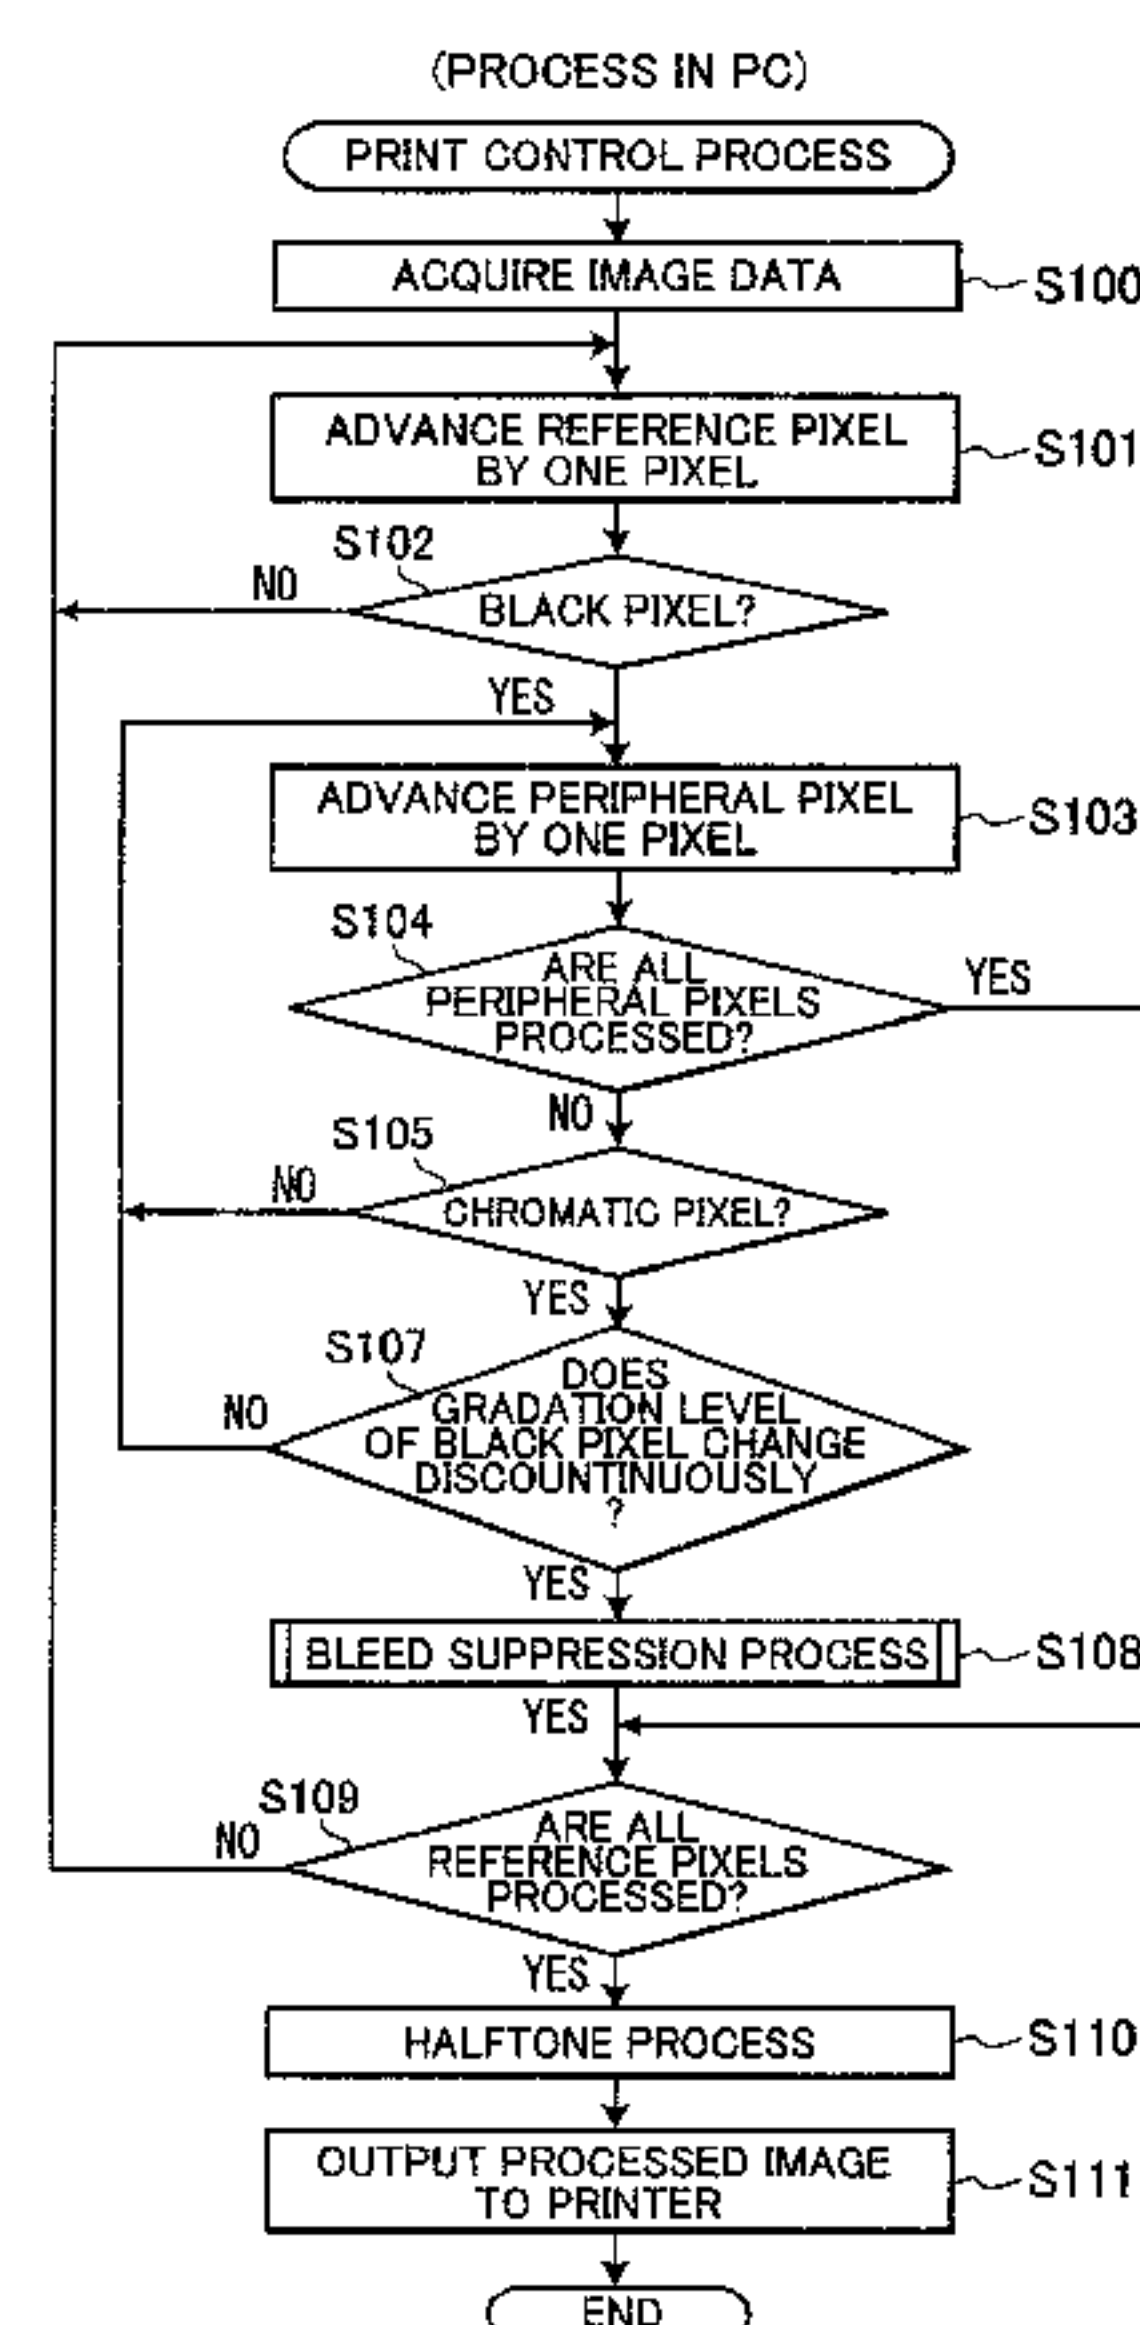 (PROCESS IN PC)
PRINT CONTROL PROCESS
ACQUIRE IMAGE DATA
S100
ADVANCE REFERENCE PIXEL
BY ONE PIXEL
S101
S102
NO
BLACK PIXEL?
YES
ADVANCE PERIPHERAL PIXEL
BY ONE PIXEL
S103
S104
ARE ALL
PERIPHERAL PIXELS
PROCESSED?
YES
NO
S105
NO
CHROMATIC PIXEL?
YES
S107
NO
DOES
GRADATION LEVEL
OF BLACK PIXEL CHANGE
DISCOUNTINUOUSLY
?
YES
BLEED SUPPRESSION PROCESS
S108
YES
S109
NO
ARE ALL
REFERENCE PIXELS
PROCESSED?
YES
HALFTONE PROCESS
S110
OUTPUT PROCESSED IMAGE
TO PRINTER
S111
END